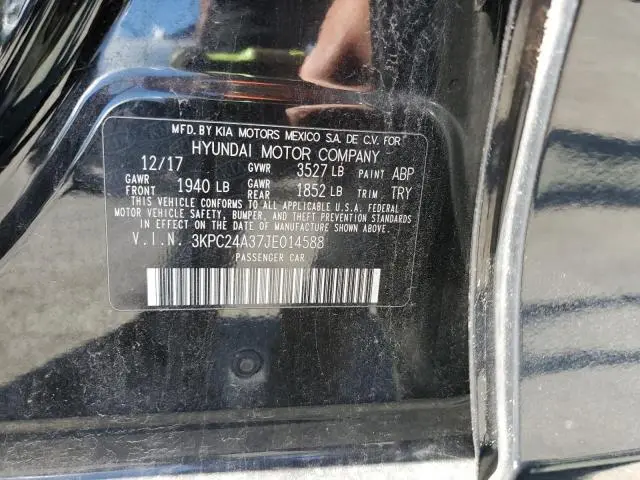 MFD. BY KIA MOTORS MEXICO S.A. DE C.V. FOR
HYUNDAI MOTOR COMPANY
12/17 GVWR 3527 LB PAINT ABP
GAWR FRONT 1940 LB GAWR REAR 1852 LB TRIM TRY
THIS VEHICLE CONFORMS TO ALL APPLICABLE U.S.A. FEDERAL
MOTOR VEHICLE SAFETY, BUMPER, AND THEFT PREVENTION STANDARDS
IN EFFECT ON THE DATE OF MANUFACTURE SHOWN ABOVE.
V.I.N. 3KPC24A37JE014588
PASSENGER CAR